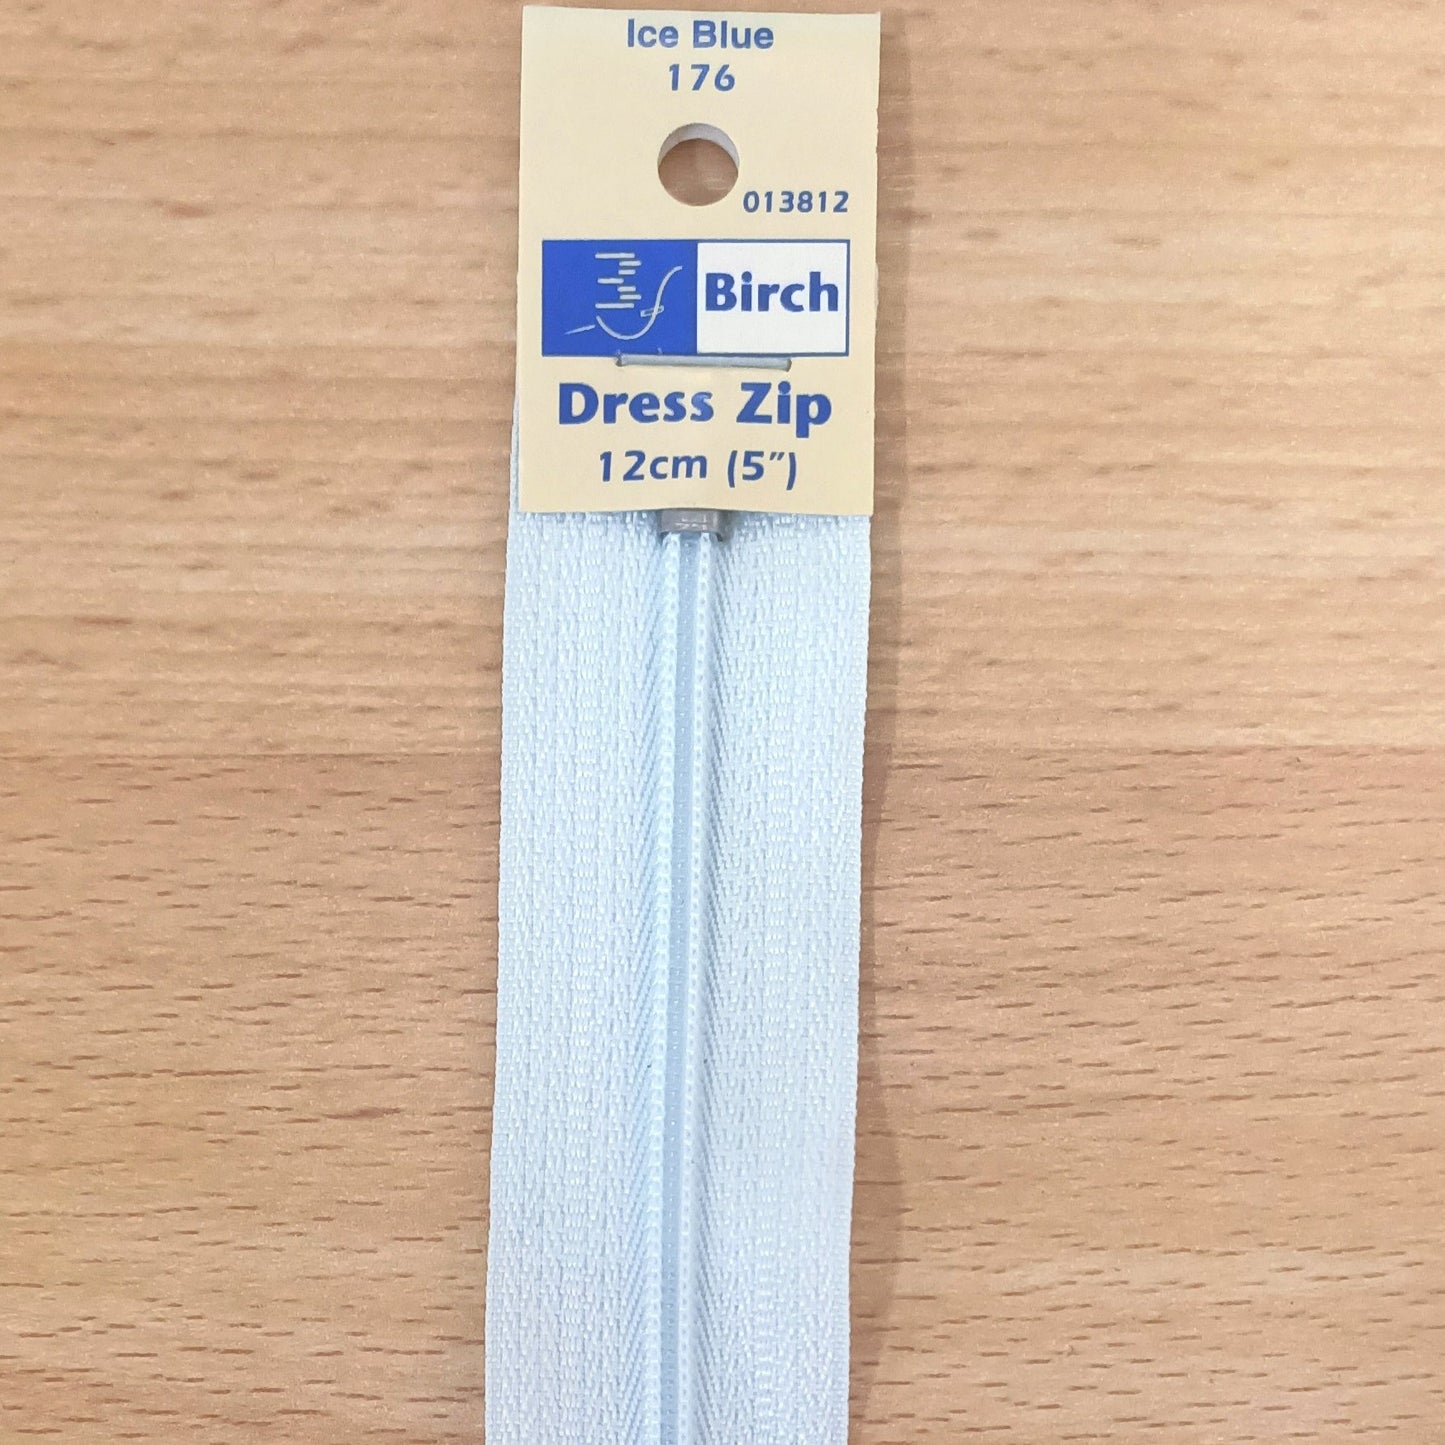 Ice Blue
176
013812
Birch
Dress Zip
12cm (5″)